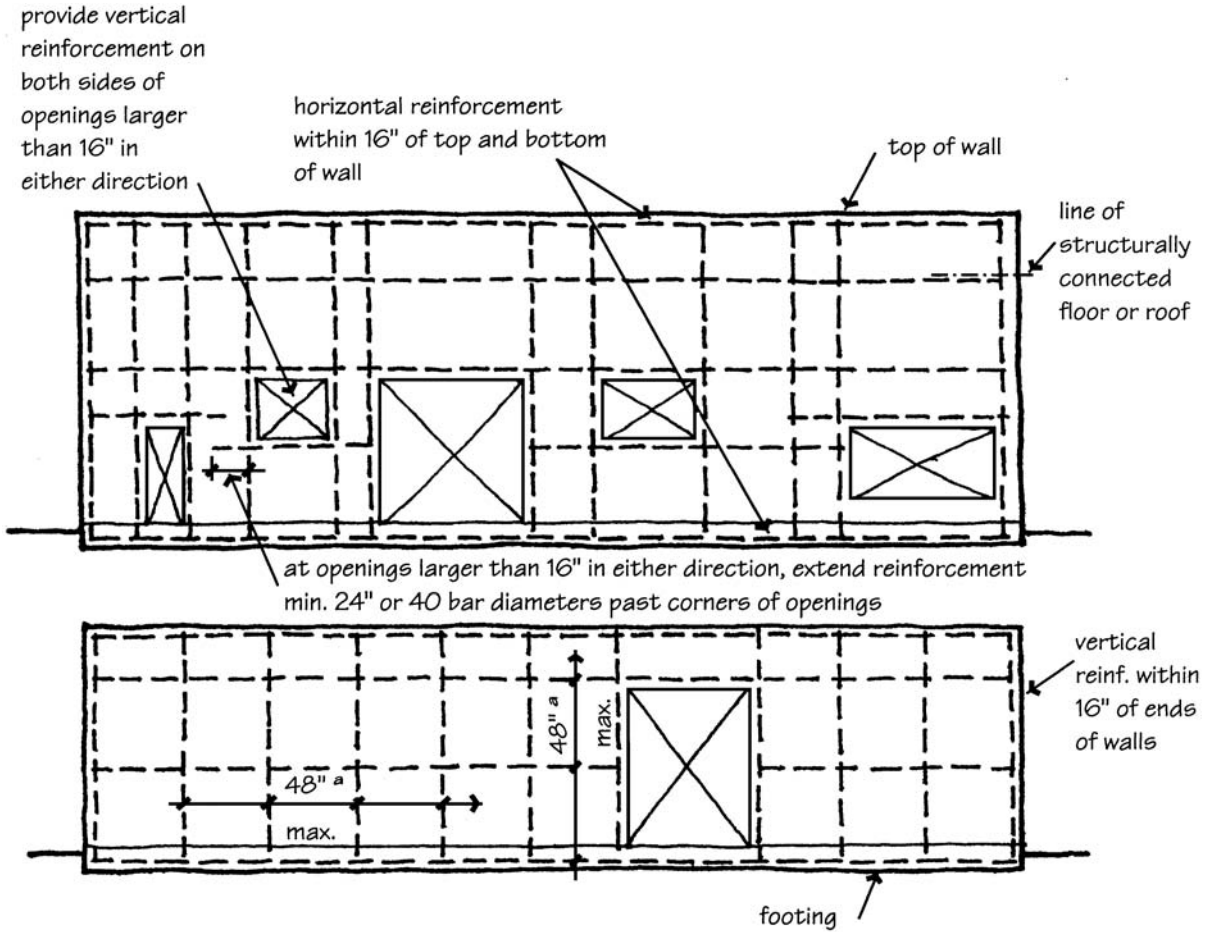 provide vertical
reinforcement on
both sides of
openings larger
than 16" in
either direction
horizontal reinforcement
within 16" of top and bottom
of wall
top of wall
line of
structurally
connected
floor or roof
at openings larger than 16" in either direction, extend reinforcement
min. 24" or 40 bar diameters past corners of openings
vertical
reinf. within
16" of ends
of walls
48" a
max.
48" a
max.
footing